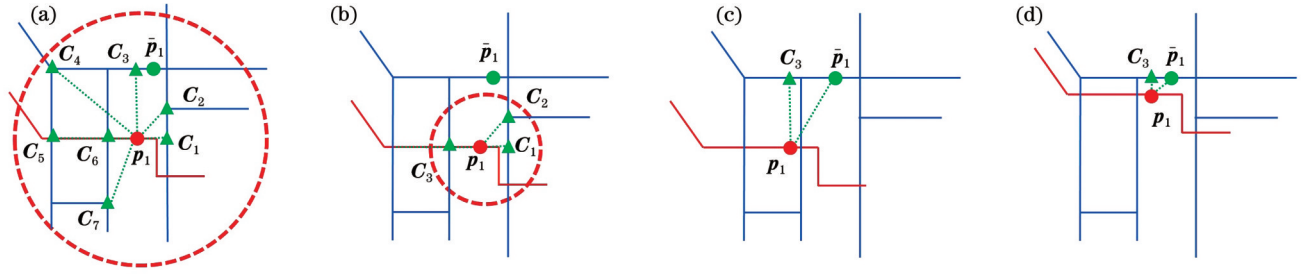 (a)
C₄
C₃
p̄₁
C₂
C₅
C₆
p₁
C₁
C₇
(b)
p̄₁
C₂
C₁
p₁
C₃
(c)
C₃
p̄₁
p₁
(d)
C₃
p̄₁
p₁